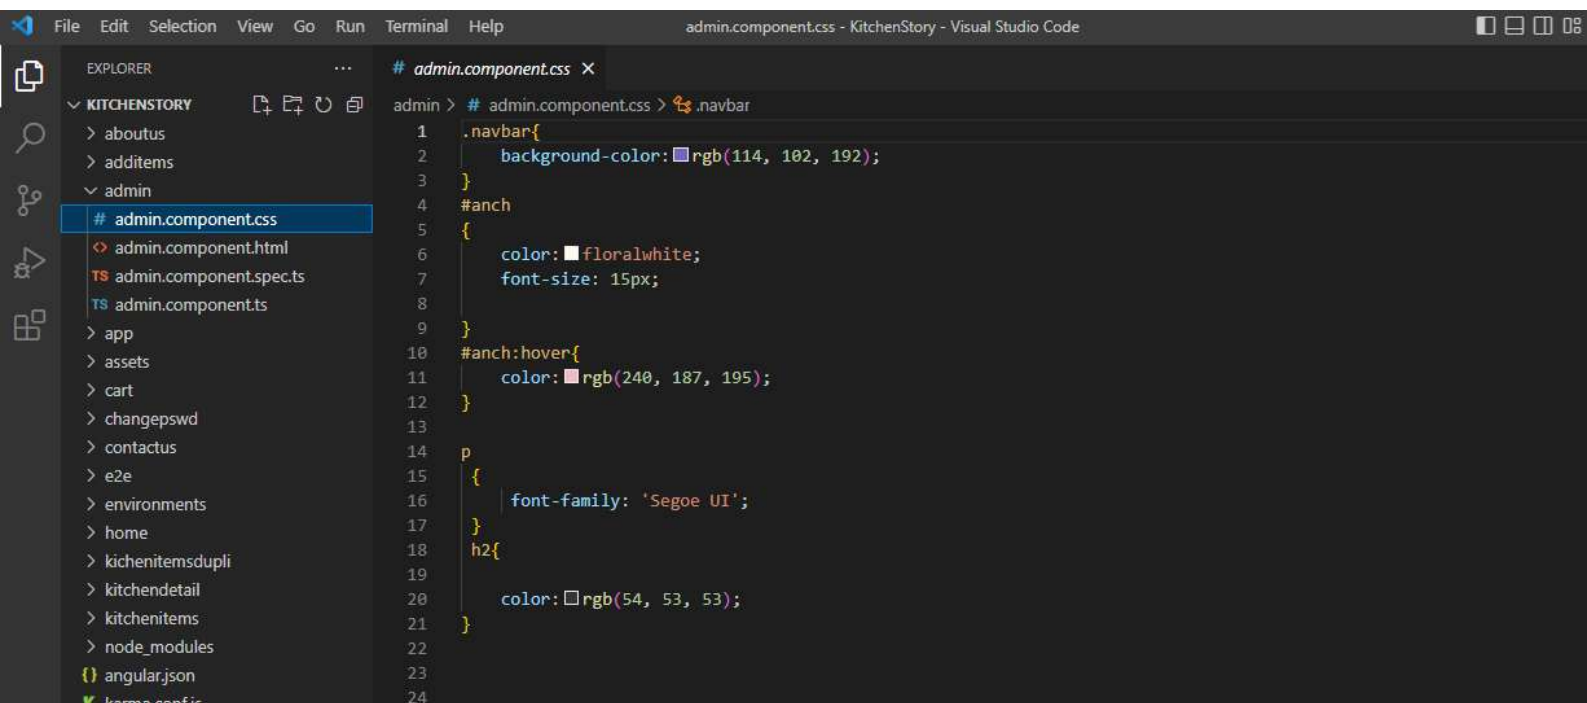 File Edit Selection View Go Run Terminal Help admin.component.css - KitchenStory - Visual Studio Code
EXPLORER ...
KITCHENSTORY
aboutus
additems
admin
# admin.component.css
<> admin.component.html
TS admin.component.spec.ts
TS admin.component.ts
app
assets
cart
changepswd
contactus
e2e
environments
home
kichenitemsdupli
kitchendetail
kitchenitems
node_modules
{} angular.json
# admin.component.css ×
admin > # admin.component.css > .navbar
1 .navbar{
2 background-color: rgb(114, 102, 192);
3 }
4 #anch
5 {
6 color: floralwhite;
7 font-size: 15px;
8
9 }
10 #anch:hover{
11 color: rgb(240, 187, 195);
12 }
13
14 p
15 {
16 font-family: 'Segoe UI';
17 }
18 h2{
19
20 color: rgb(54, 53, 53);
21 }
22
23
24